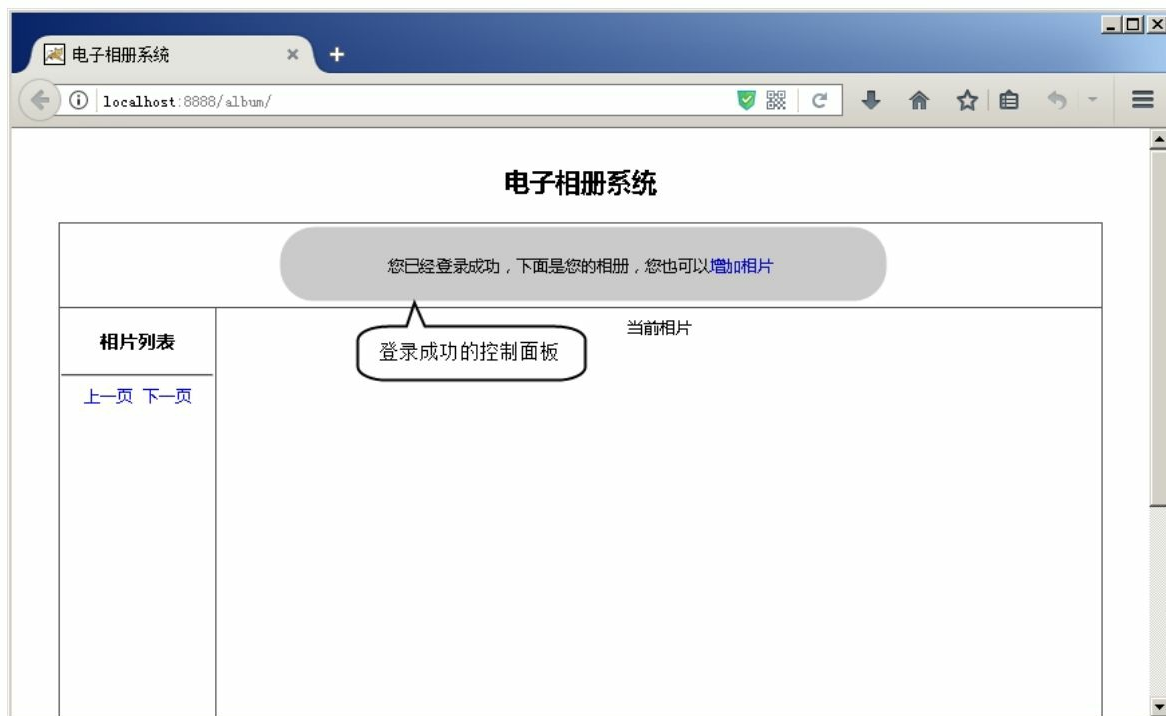 电子相册系统
localhost:8888/album/
电子相册系统
您已经登录成功，下面是您的相册，您也可以增加相片
相片列表
当前相片
登录成功的控制面板
上一页 下一页